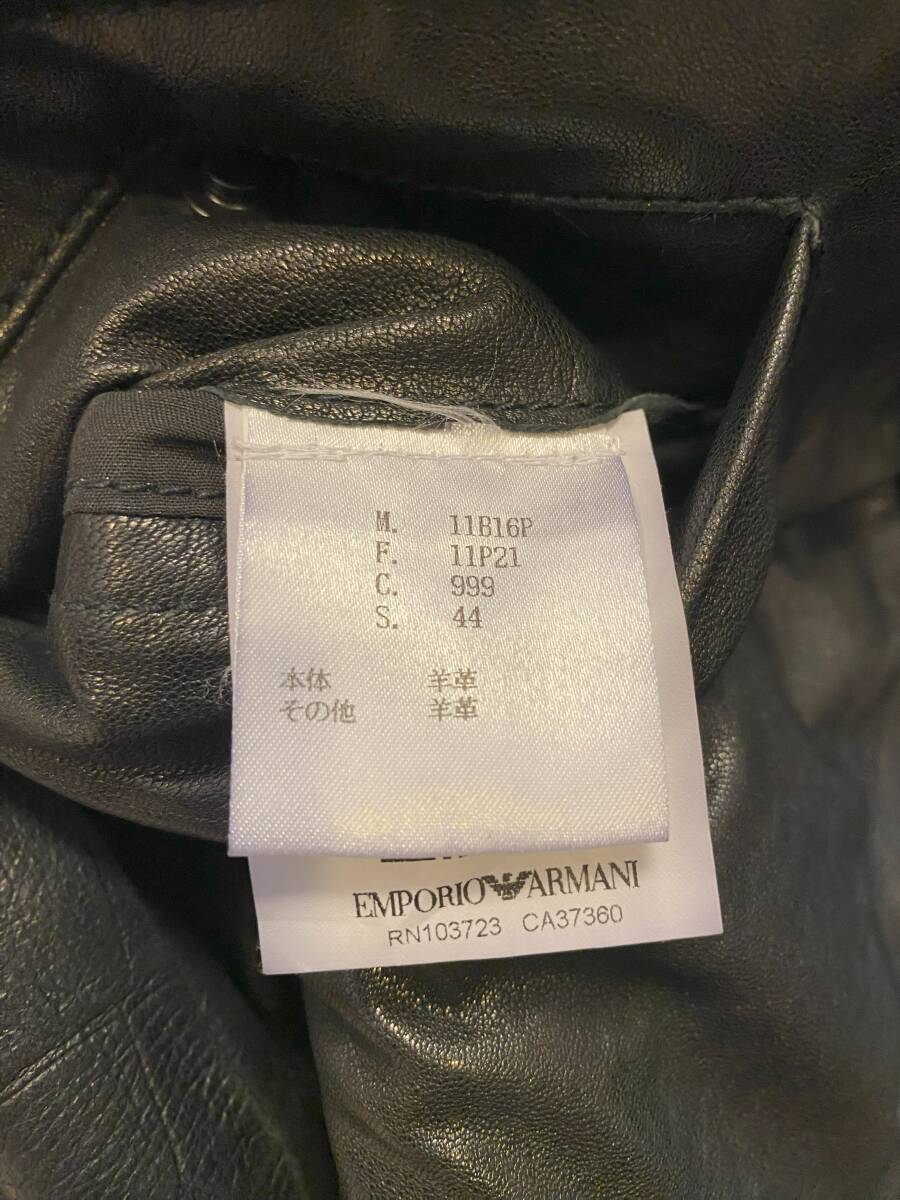 M. 11B16P
F. 11P21
C. 999
S. 44
本体 羊革
その他 羊革
EMPORIO ARMANI
RN103723 CA37360